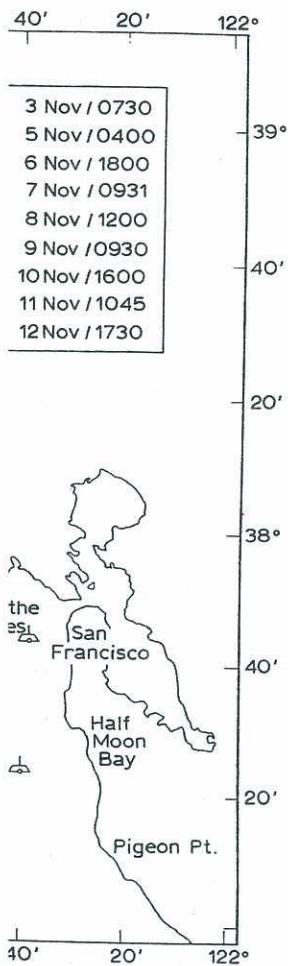 40' 20' 122°
3 Nov/0730
39°
5 Nov/0400
6 Nov/1800
7 Nov/0931
8 Nov/1200
9 Nov/0930
40'
10 Nov/1600
11 Nov/1045
12 Nov/1730
20'
38°
the
es
San
Francisco
40'
Half
Moon
Bay
20'
Pigeon Pt.
40' 20' 122°